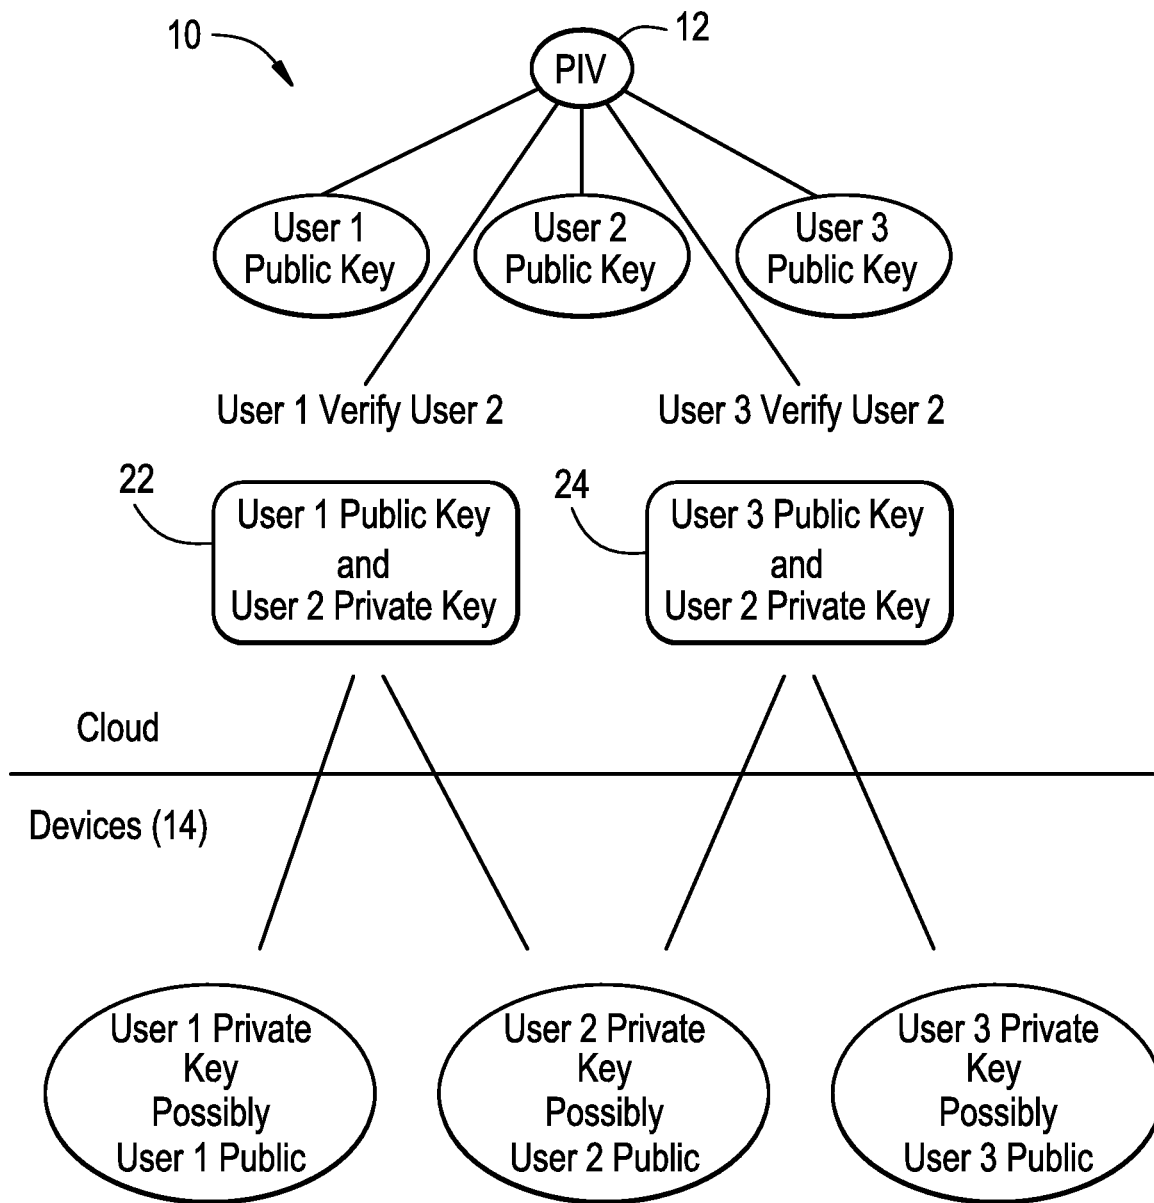 10
12
PIV
User 1
Public Key
User 2
Public Key
User 3
Public Key
User 1 Verify User 2
User 3 Verify User 2
22
User 1 Public Key
and
User 2 Private Key
24
User 3 Public Key
and
User 2 Private Key
Cloud
Devices (14)
User 1 Private
Key
Possibly
User 1 Public
User 2 Private
Key
Possibly
User 2 Public
User 3 Private
Key
Possibly
User 3 Public